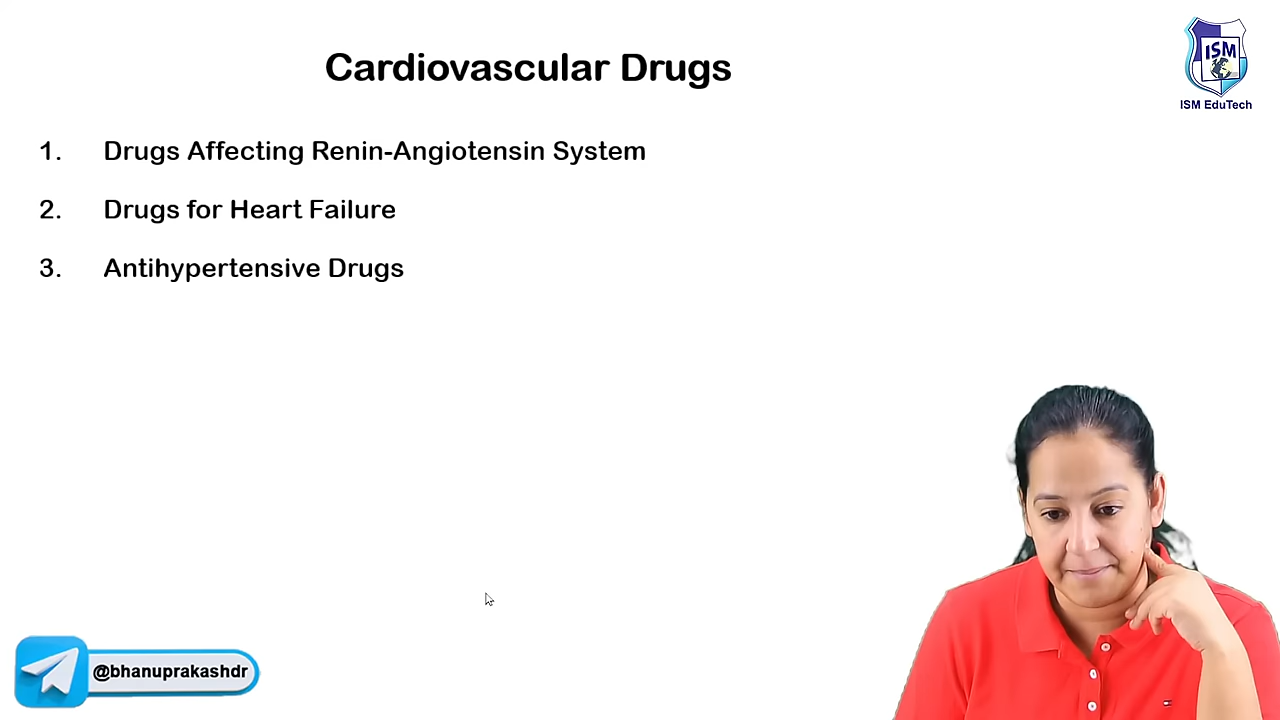 Cardiovascular Drugs
ISM
ISM EduTech
1. Drugs Affecting Renin-Angiotensin System
2. Drugs for Heart Failure
3. Antihypertensive Drugs
@bhanuprakashdr